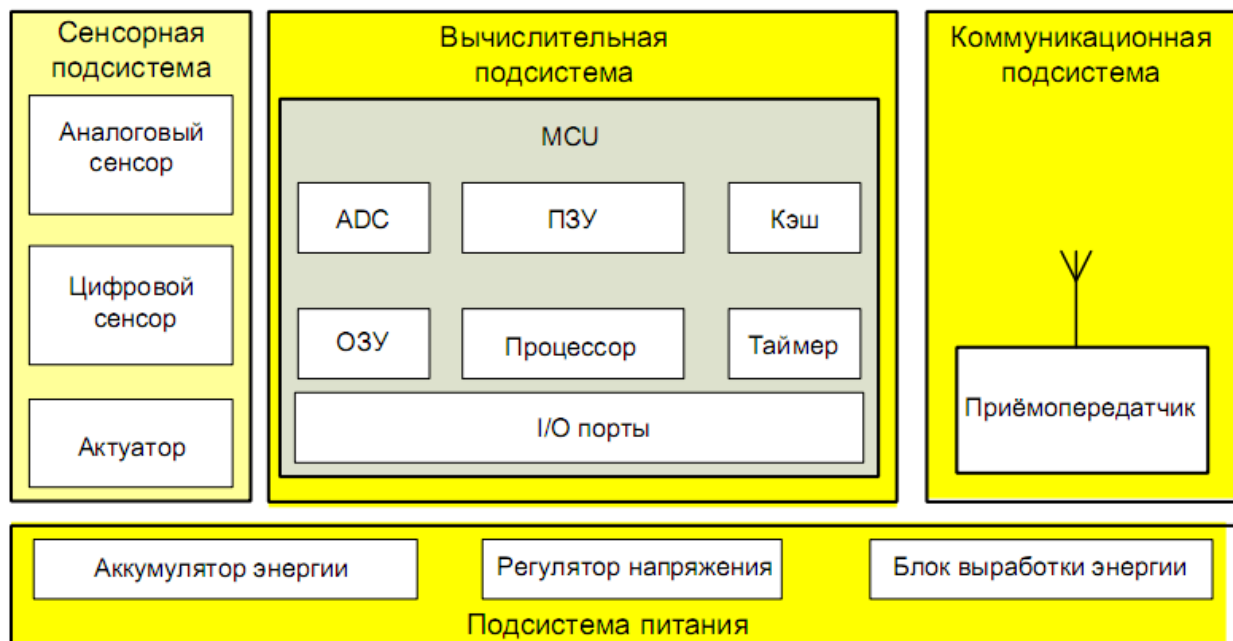 Сенсорная
подсистема
Аналоговый
сенсор
Цифровой
сенсор
Актуатор
Вычислительная
подсистема
MCU
ADC
ПЗУ
Кэш
ОЗУ
Процессор
Таймер
I/O порты
Коммуникационная
подсистема
Приёмопередатчик
Аккумулятор энергии
Регулятор напряжения
Блок выработки энергии
Подсистема питания